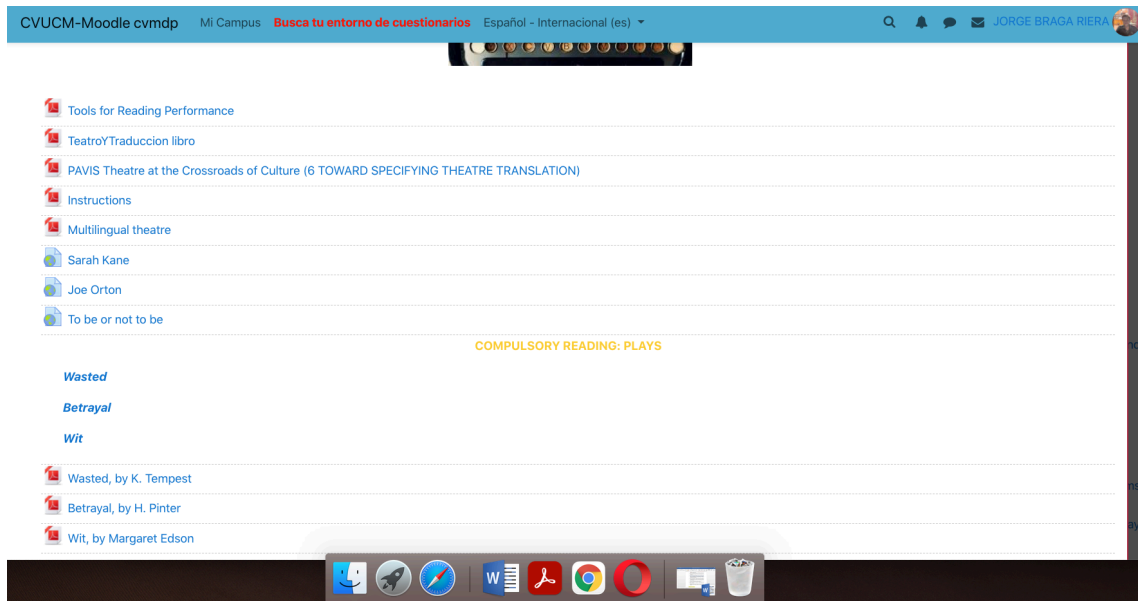 CVUCM-Moodle cvmdp Mi Campus Busca tu entorno de cuestionarios Español - Internacional (es) JORGE BRAGA RIERA
C V B N
Tools for Reading Performance
TeatroYTraduccion libro
PAVIS Theatre at the Crossroads of Culture (6 TOWARD SPECIFYING THEATRE TRANSLATION)
Instructions
Multilingual theatre
Sarah Kane
Joe Orton
To be or not to be
COMPULSORY READING: PLAYS
Wasted
Betrayal
Wit
Wasted, by K. Tempest
Betrayal, by H. Pinter
Wit, by Margaret Edson
W